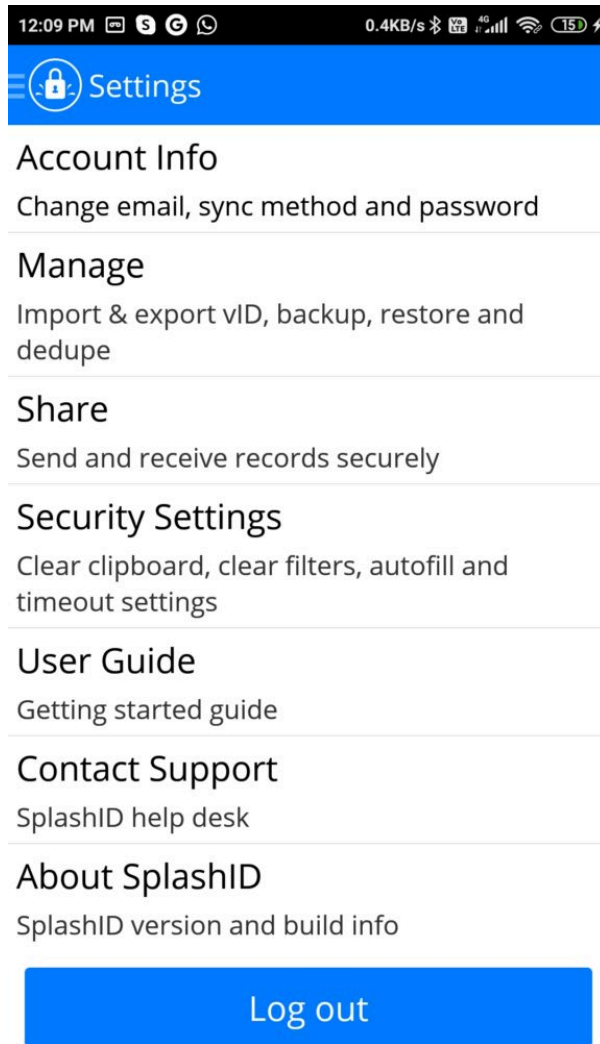 12:09 PM S G 0.4KB/s Vo LTE 4G 15
Settings
Account Info
Change email, sync method and password
Manage
Import & export vID, backup, restore and
dedupe
Share
Send and receive records securely
Security Settings
Clear clipboard, clear filters, autofill and
timeout settings
User Guide
Getting started guide
Contact Support
SplashID help desk
About SplashID
SplashID version and build info
Log out